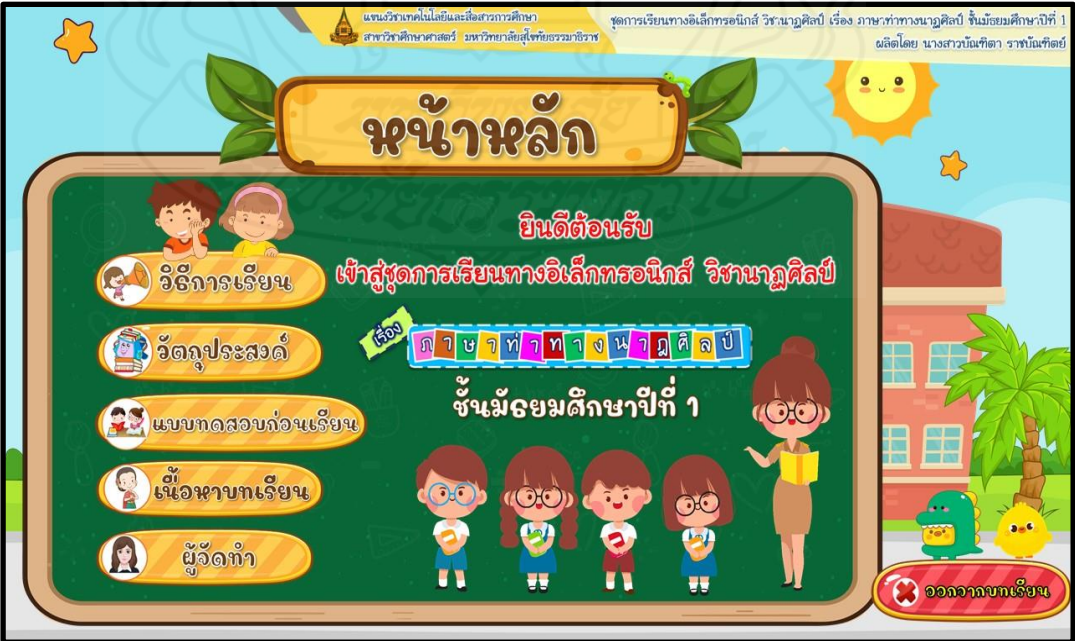 แขนงวิชาเทคโนโลยีและสื่อสารการศึกษา
สาขาวิชาศึกษาศาสตร์ มหาวิทยาลัยสุโขทัยธรรมาธิราช
ชุดการเรียนทางอิเล็กทรอนิกส์ วิชานาฏศิลป์ เรื่อง ภาษาท่าทางนาฏศิลป์ ชั้นมัธยมศึกษาปีที่ 1
ผลิตโดย นางสาวบัณฑิตา ราชบัณฑิตย์
หน้าหลัก
ยินดีต้อนรับ
เข้าสู่ชุดการเรียนทางอิเล็กทรอนิกส์ วิชานาฏศิลป์
เรื่อง ภาษาท่าทางนาฏศิลป์
ชั้นมัธยมศึกษาปีที่ 1
วิธีการเรียน
วัตถุประสงค์
แบบทดสอบก่อนเรียน
เนื้อหาบทเรียน
ผู้จัดทำ
ออกจากบทเรียน